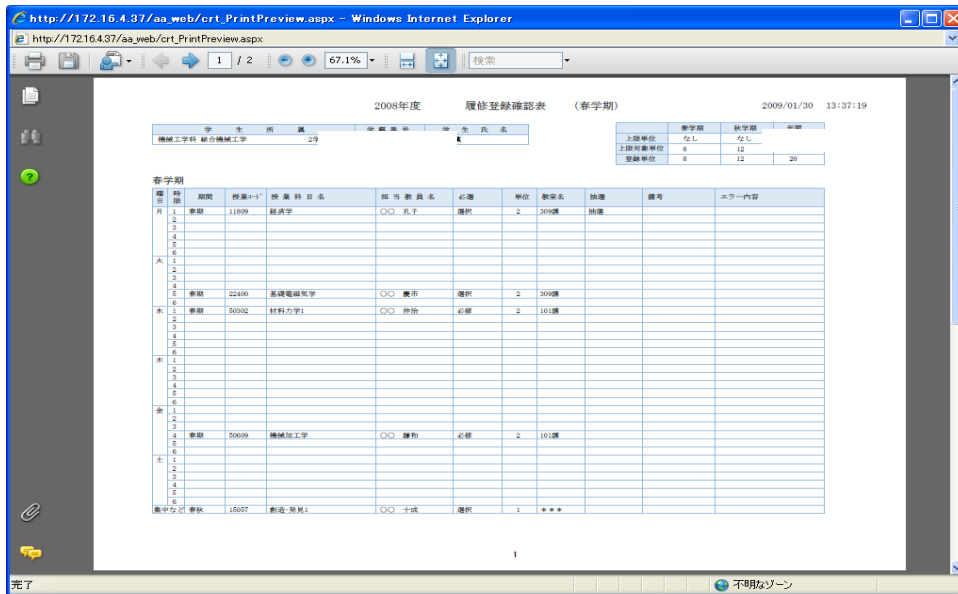 http://172.16.4.37/aa_web/crt_PrintPreview.aspx - Windows Internet Explorer
http://172.16.4.37/aa_web/crt_PrintPreview.aspx
1 / 2 67.1% 検索
2008年度 履修登録確認表 (春学期) 2009/01/30 13:37:19
学 生 所 属 学籍番号 学 生 氏 名
機械工学科 総合機械工学 2学
春学期 秋学期 年間
上限単位 なし なし
上限対象単位 8 12
登録単位 8 12 20
春学期
曜日 時限 期間 授業コード 授 業 科 目 名 担 当 教 員 名 必選 単位 教室名 抽選 備考 エラー内容
月 1 春期 11809 経済学 〇〇 礼子 選択 2 309講 抽選
2
3
4
5
6
火 1
2
3
4
5 春期 22400 基礎電磁気学 〇〇 慶市 選択 2 309講
6
水 1 春期 50302 材料力学1 〇〇 伸治 必修 2 101講
2
3
4
5
6
木 1
2
3
4
5
6
金 1
2
3
4 春期 50609 機械加工学 〇〇 謙和 必修 2 101講
5
6
土 1
2
3
4
5
6
集中など 春秋 15057 創造・発見1 〇〇 十成 選択 1 ***
1
完了 不明なゾーン